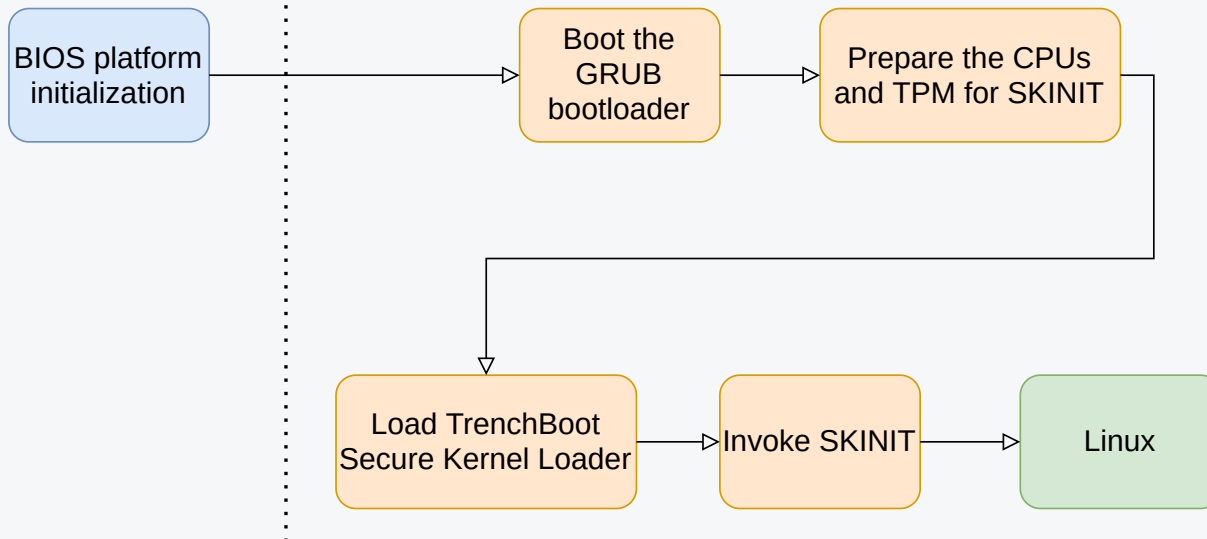 BIOS platform
initialization
Boot the
GRUB
bootloader
Prepare the CPUs
and TPM for SKINIT
Load TrenchBoot
Secure Kernel Loader
Invoke SKINIT
Linux